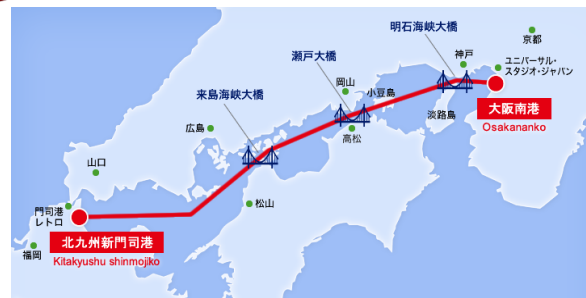 明石海峡大橋
京都
瀬戸大橋
神戸
ユニバーサル・
スタジオ・ジャパン
岡山
小豆島
来島海峡大橋
大阪南港
Osakananko
淡路島
広島
高松
山口
門司港
レトロ
松山
北九州新門司港
Kitakyushu shinmojiko
福岡